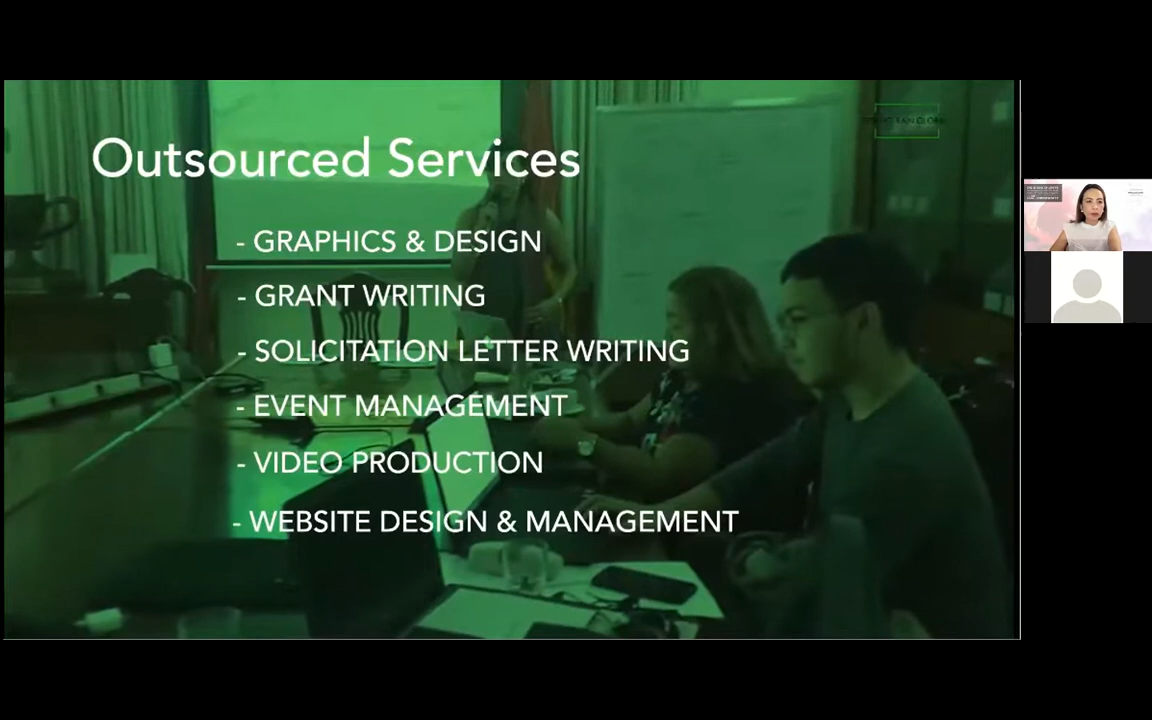 Outsourced Services
- GRAPHICS & DESIGN
- GRANT WRITING
- SOLICITATION LETTER WRITING
- EVENT MANAGEMENT
- VIDEO PRODUCTION
- WEBSITE DESIGN & MANAGEMENT